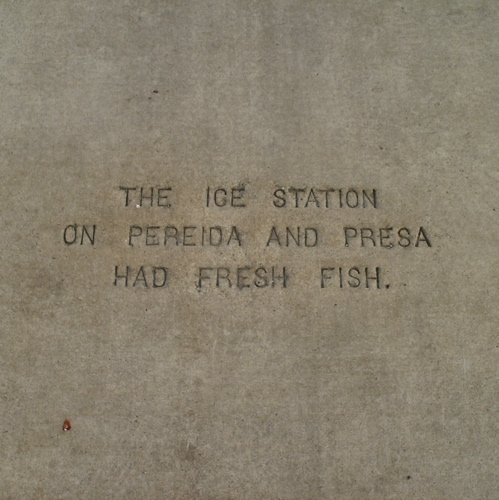 THE ICE STATION
ON PEREIDA AND PRESA
HAD FRESH FISH.